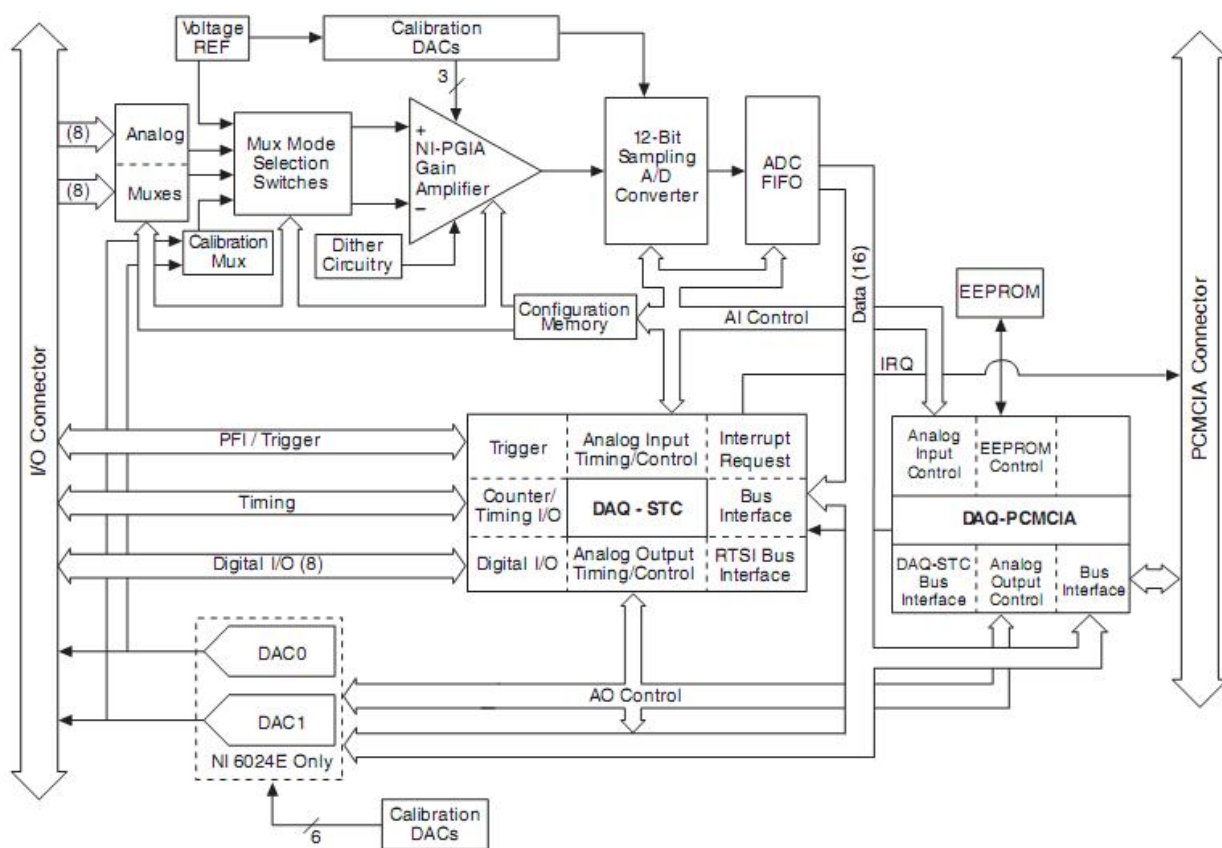 Voltage
REF
Calibration
DACs
3
(8)
(8)
Analog
Muxes
Mux Mode
Selection
Switches
+
NI-PGIA
Gain
Amplifier
−
12-Bit
Sampling
A/D
Converter
ADC
FIFO
Calibration
Mux
Dither
Circuitry
Configuration
Memory
AI Control
Data (16)
EEPROM
IRQ
I/O Connector
PCMCIA Connector
PFI / Trigger
Timing
Digital I/O (8)
Trigger
Analog Input
Timing/Control
Interrupt
Request
Counter/
Timing I/O
DAQ - STC
Bus
Interface
Digital I/O
Analog Output
Timing/Control
RTSI Bus
Interface
Analog
Input
Control
EEPROM
Control
DAQ-PCMCIA
DAQ-STC
Bus
Interface
Analog
Output
Control
Bus
Interface
DAC0
DAC1
NI 6024E Only
AO Control
6
Calibration
DACs